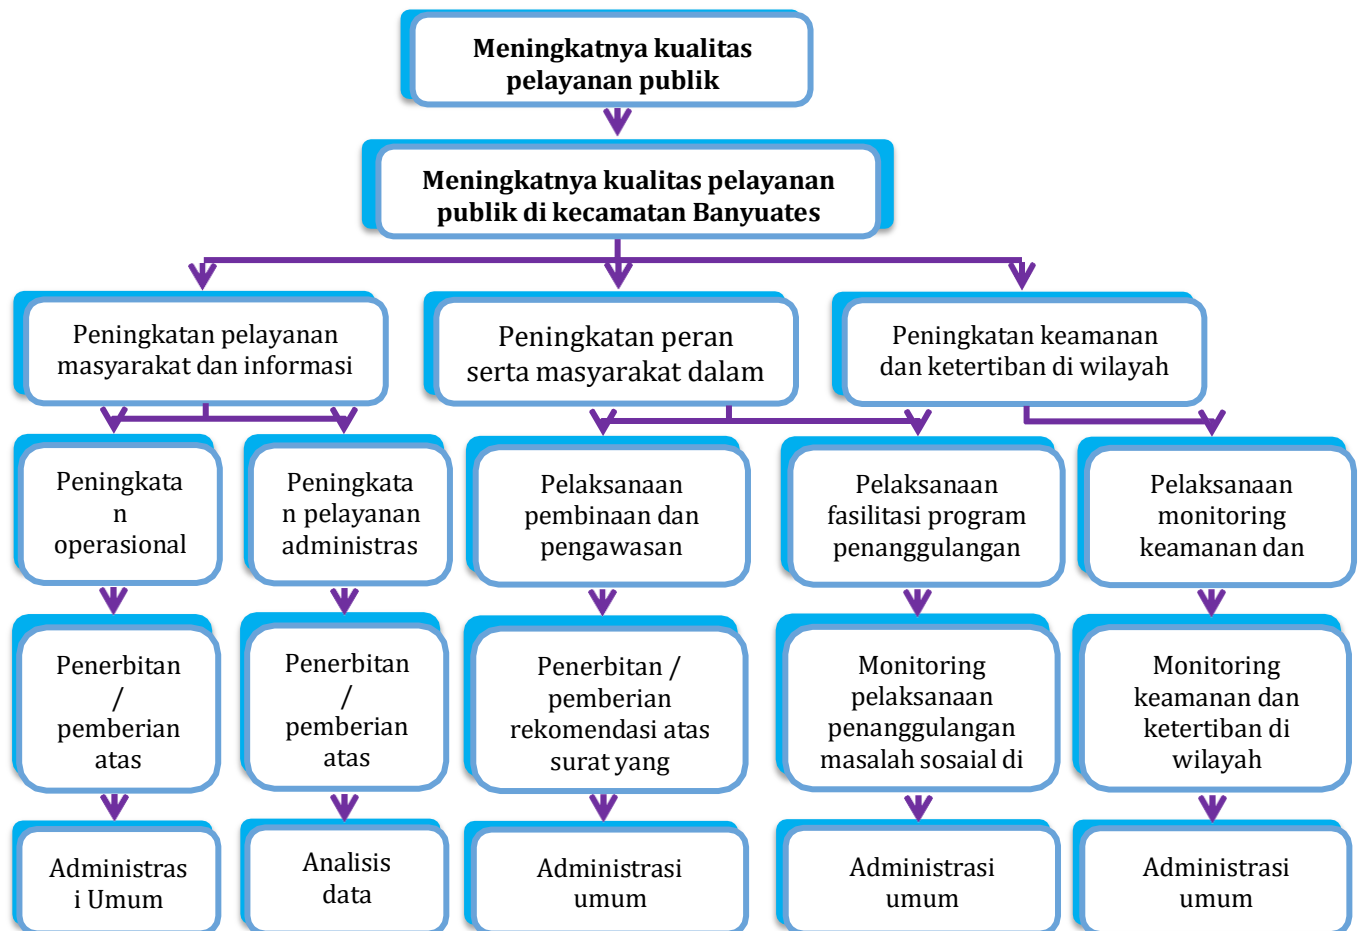 Meningkatnya kualitas
pelayanan publik
Meningkatnya kualitas pelayanan
publik di kecamatan Banyuates
Peningkatan pelayanan
masyarakat dan informasi
Peningkatan peran
serta masyarakat dalam
Peningkatan keamanan
dan ketertiban di wilayah
Peningkata
n
operasional
Peningkata
n pelayanan
administras
Pelaksanaan
pembinaan dan
pengawasan
Pelaksanaan
fasilitasi program
penanggulangan
Pelaksanaan
monitoring
keamanan dan
Penerbitan
/
pemberian
atas
Penerbitan
/
pemberian
atas
Penerbitan /
pemberian
rekomendasi atas
surat yang
Monitoring
pelaksanaan
penanggulangan
masalah sosaial di
Monitoring
keamanan dan
ketertiban di
wilayah
Administras
i Umum
Analisis
data
Administrasi
umum
Administrasi
umum
Administrasi
umum